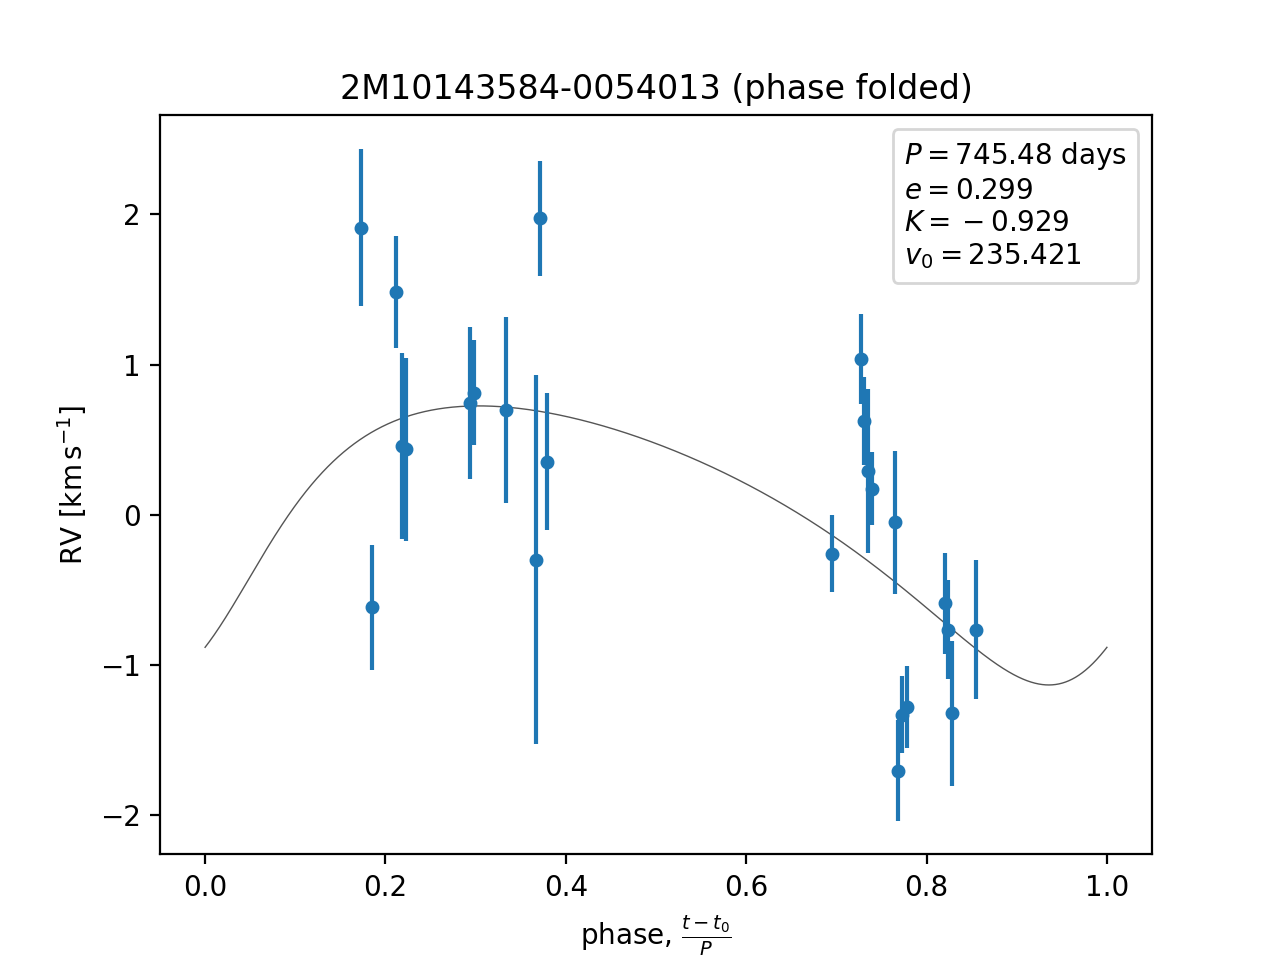 2M10143584-0054013 (phase folded)
P = 745.48 days
e = 0.299
K = −0.929
v₀ = 235.421
RV [km s⁻¹]
2
1
0
−1
−2
0.0 0.2 0.4 0.6 0.8 1.0
phase, (t − t₀)/P